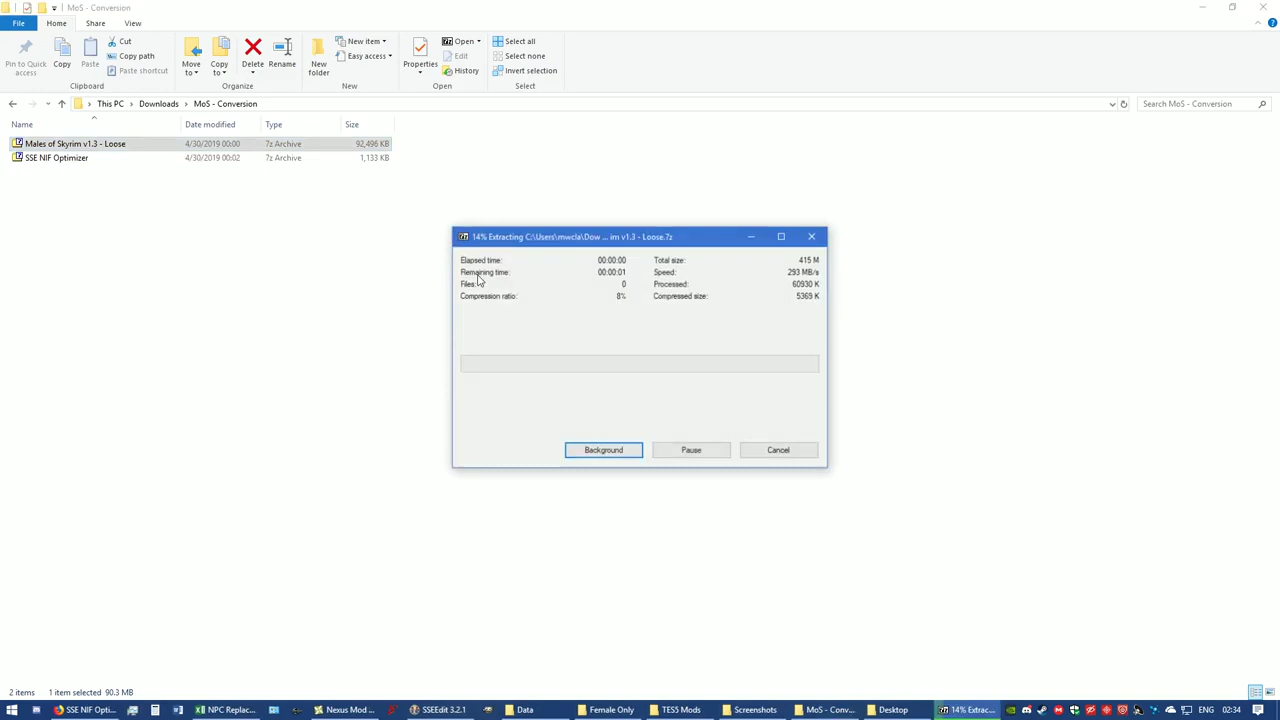 MoS - Conversion
File Home Share View
Pin to Quick access
Copy
Paste
Cut
Copy path
Paste shortcut
Move to
Copy to
Delete
Rename
New folder
New item
Easy access
Properties
Open
Edit
History
Select all
Select none
Invert selection
Clipboard Organize New Open Select
This PC Downloads MoS - Conversion
Search MoS - Conversion
Name Date modified Type Size
Males of Skyrim v1.3 - Loose 4/30/2019 00:00 7z Archive 92,496 KB
SSE NIF Optimizer 4/30/2019 00:02 7z Archive 1,133 KB
14% Extracting C:\Users\mwcla\Dow ... im v1.3 - Loose.7z
Elapsed time: 00:00:00 Total size: 415 M
Remaining time: 00:00:01 Speed: 293 MB/s
Files: 0 Processed: 60930 K
Compression ratio: 8% Compressed size: 5369 K
Background Pause Cancel
2 items 1 item selected 90.3 MB
SSE NIF Opti... NPC Replac... Nexus Mod ... SSEEdit 3.2.1 Data Female Only TES5 Mods Screenshots MoS - Conv... Desktop 14% Extrac... ENG 02:34